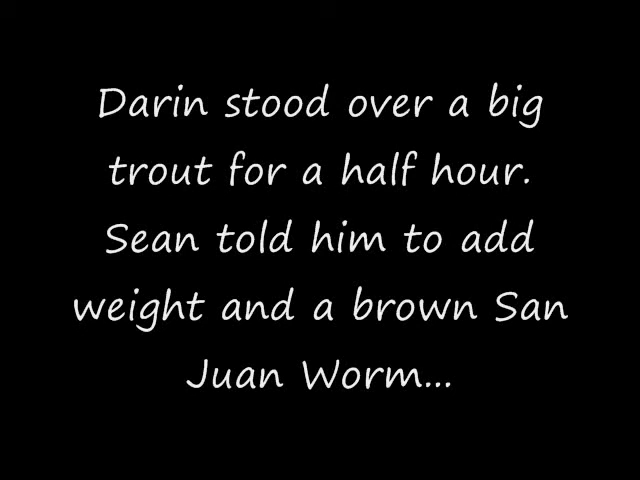 Darin stood over a big
trout for a half hour.
Sean told him to add
weight and a brown San
Juan Worm...